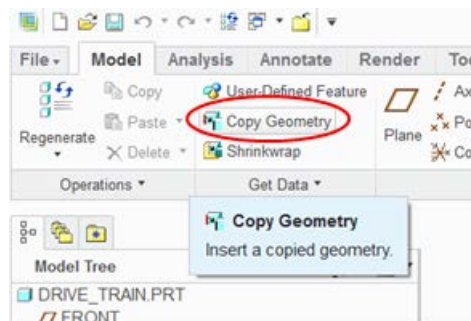 File Model Analysis Annotate Render
Regenerate
Copy
Paste
Delete
User-Defined Feature
Copy Geometry
Shrinkwrap
Plane
Ax
Operations
Get Data
Copy Geometry
Insert a copied geometry.
Model Tree
DRIVE_TRAIN.PRT
FRONT